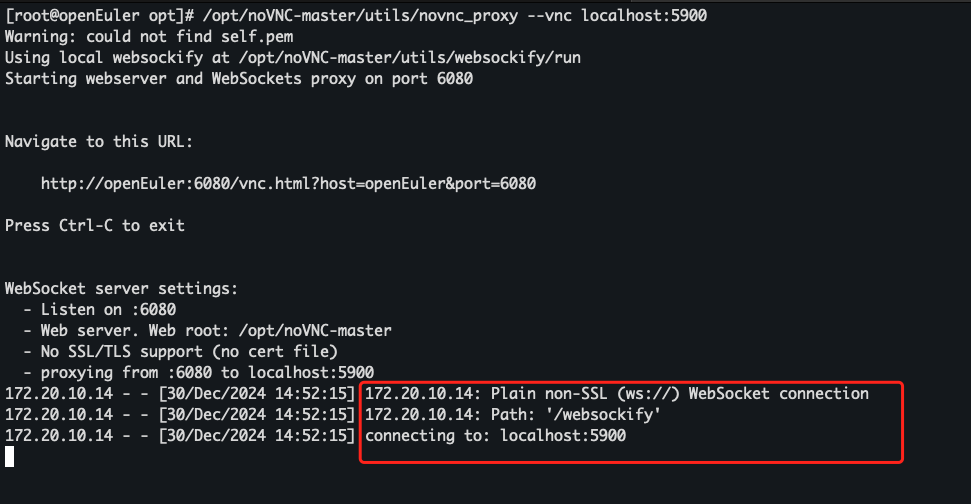 [root@openEuler opt]# /opt/noVNC-master/utils/novnc_proxy --vnc localhost:5900
Warning: could not find self.pem
Using local websockify at /opt/noVNC-master/utils/websockify/run
Starting webserver and WebSockets proxy on port 6080
Navigate to this URL:
http://openEuler:6080/vnc.html?host=openEuler&port=6080
Press Ctrl-C to exit
WebSocket server settings:
- Listen on :6080
- Web server. Web root: /opt/noVNC-master
- No SSL/TLS support (no cert file)
- proxying from :6080 to localhost:5900
172.20.10.14 - - [30/Dec/2024 14:52:15] 172.20.10.14: Plain non-SSL (ws://) WebSocket connection
172.20.10.14 - - [30/Dec/2024 14:52:15] 172.20.10.14: Path: '/websockify'
172.20.10.14 - - [30/Dec/2024 14:52:15] connecting to: localhost:5900